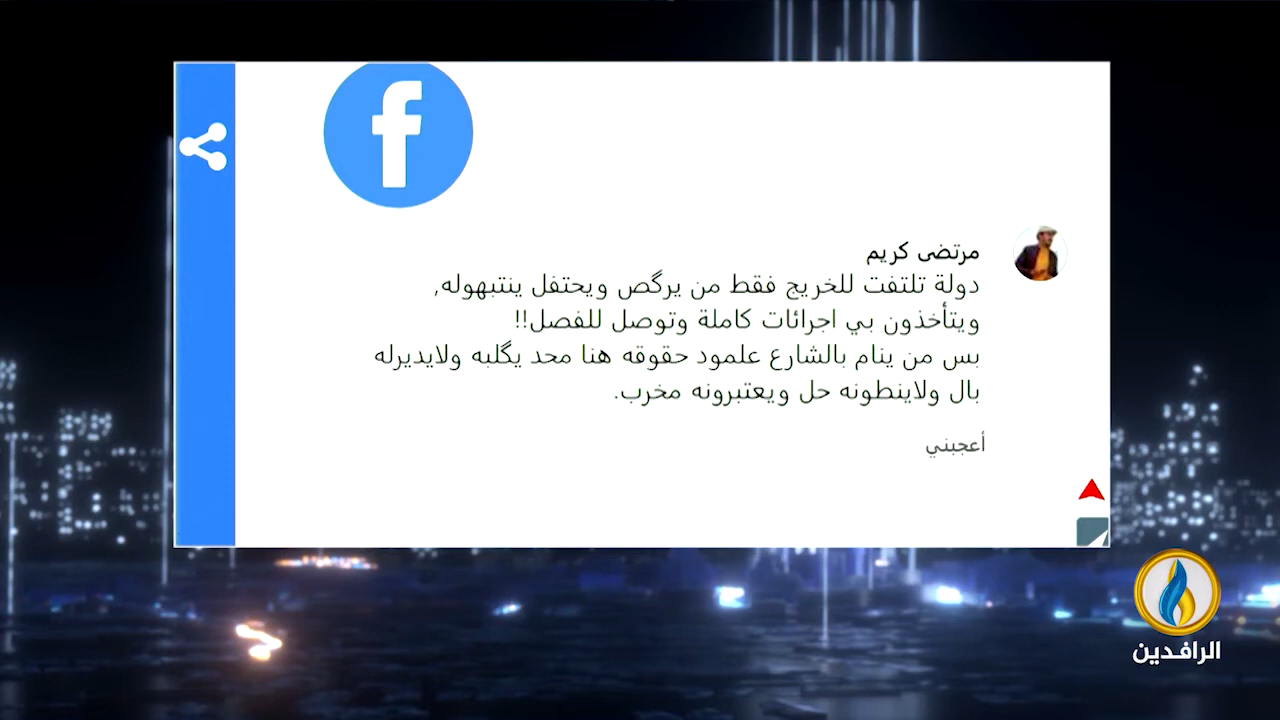 f
مرتضى كريم
دولة تلتفت للخريج فقط من يرگص ويحتفل ينتبهوله,
ويتأخذون بي اجرائات كاملة وتوصل للفصل!!
بس من ينام بالشارع علمود حقوقه هنا محد يگلبه ولايديرله
بال ولاينطونه حل ويعتبرونه مخرب.
أعجبني
الرافدين